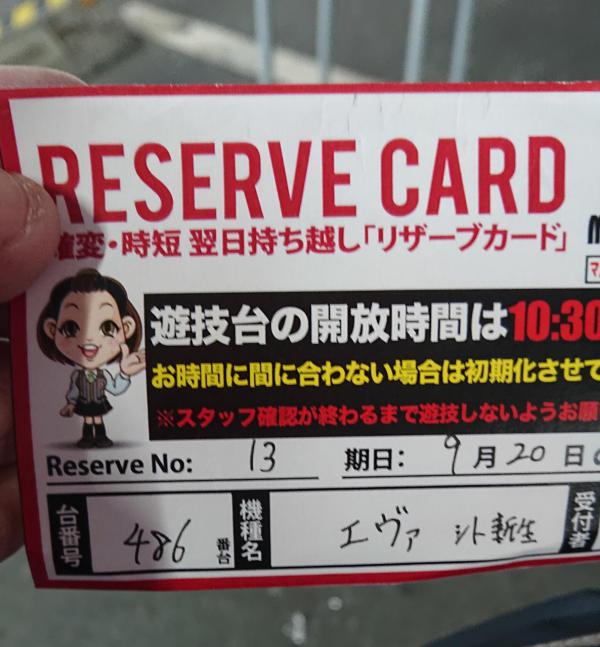 RESERVE CARD
確変・時短 翌日持ち越し「リザーブカード」
遊技台の開放時間は10:30
お時間に間に合わない場合は初期化させて
※スタッフ確認が終わるまで遊技しないようお願
Reserve No: 13 期日: 9月20日
台番号 486番台 機種名 エヴァ シト新生 受付者